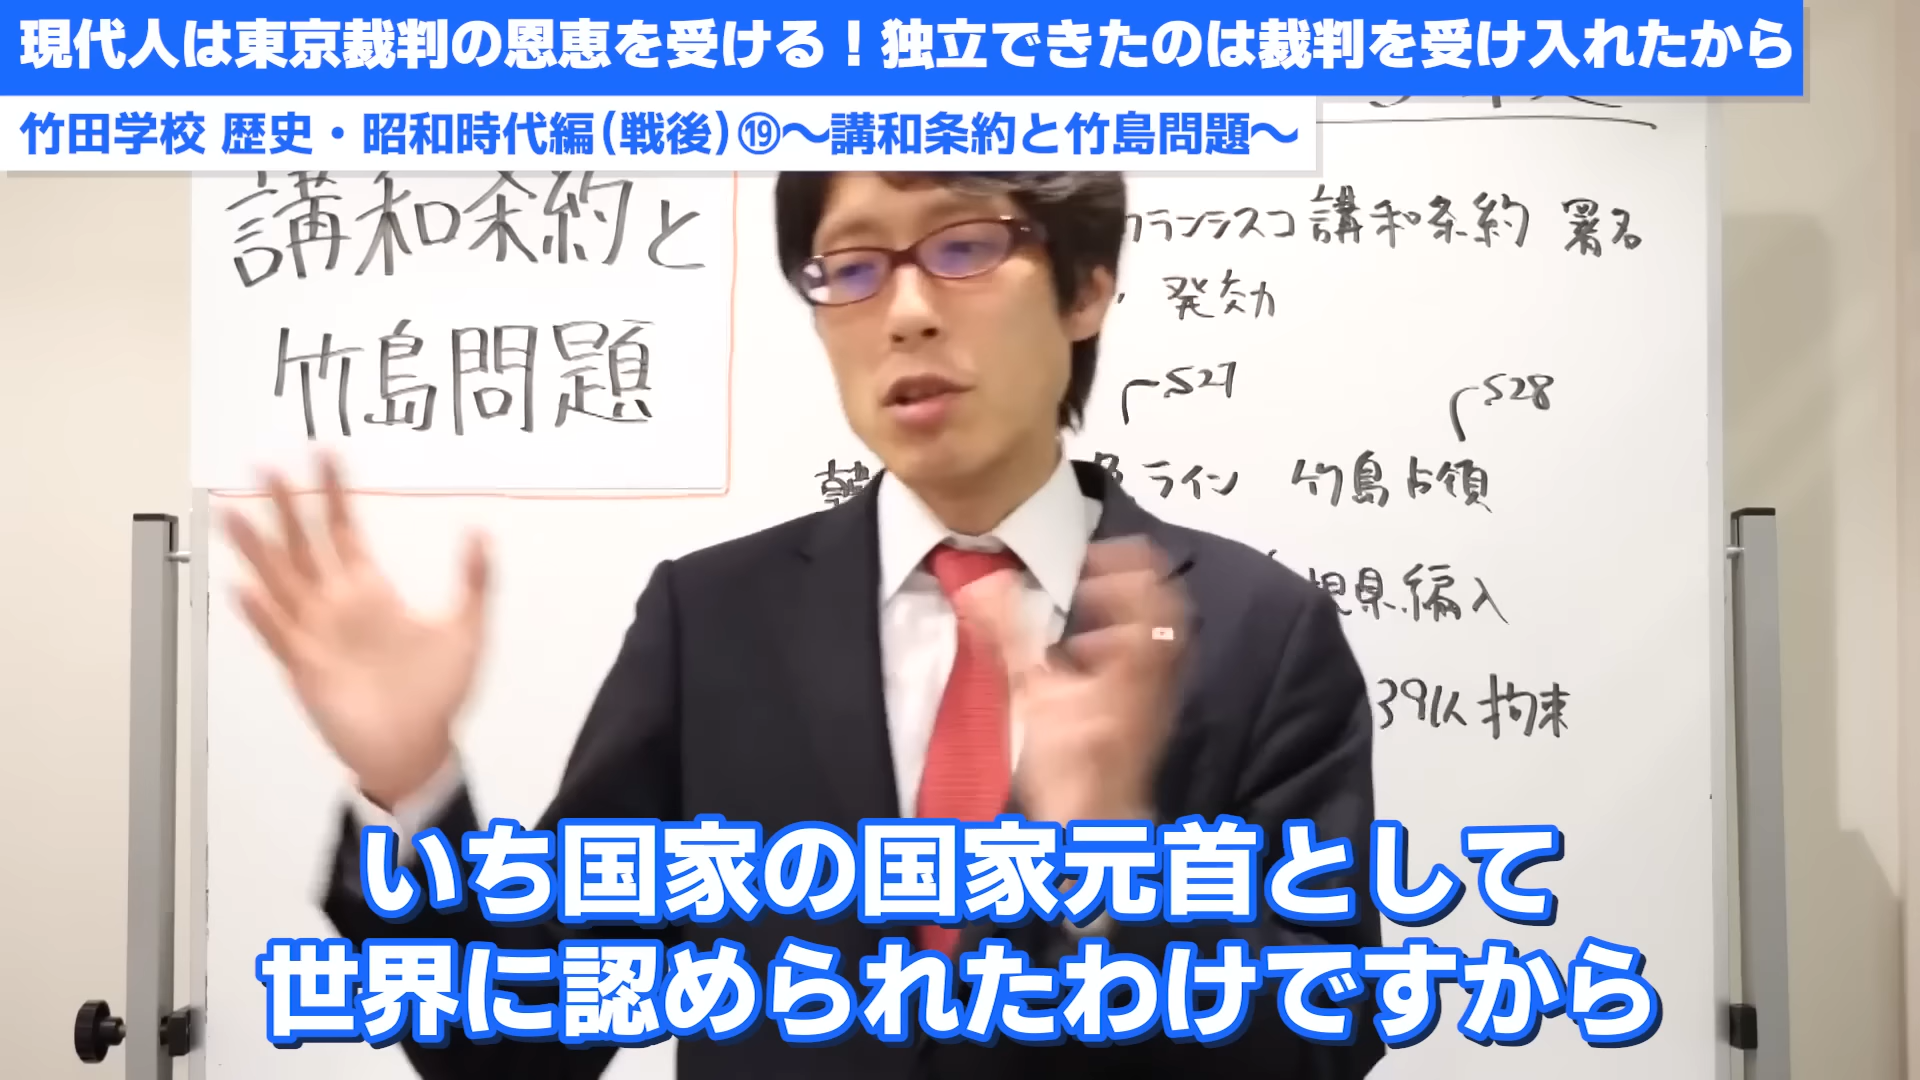 現代人は東京裁判の恩恵を受ける！独立できたのは裁判を受け入れたから
竹田学校 歴史・昭和時代編(戦後)⑲～講和条約と竹島問題～
講和条約と
竹島問題
フランシスコ講和条約 署名
発効
S27
S28
ライン 竹島占領
県編入
39人拘束
いち国家の国家元首として
世界に認められたわけですから